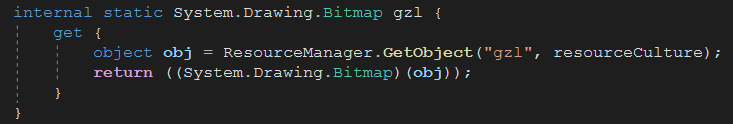 internal static System.Drawing.Bitmap gzl {
get {
object obj = ResourceManager.GetObject("gzl", resourceCulture);
return ((System.Drawing.Bitmap)(obj));
}
}